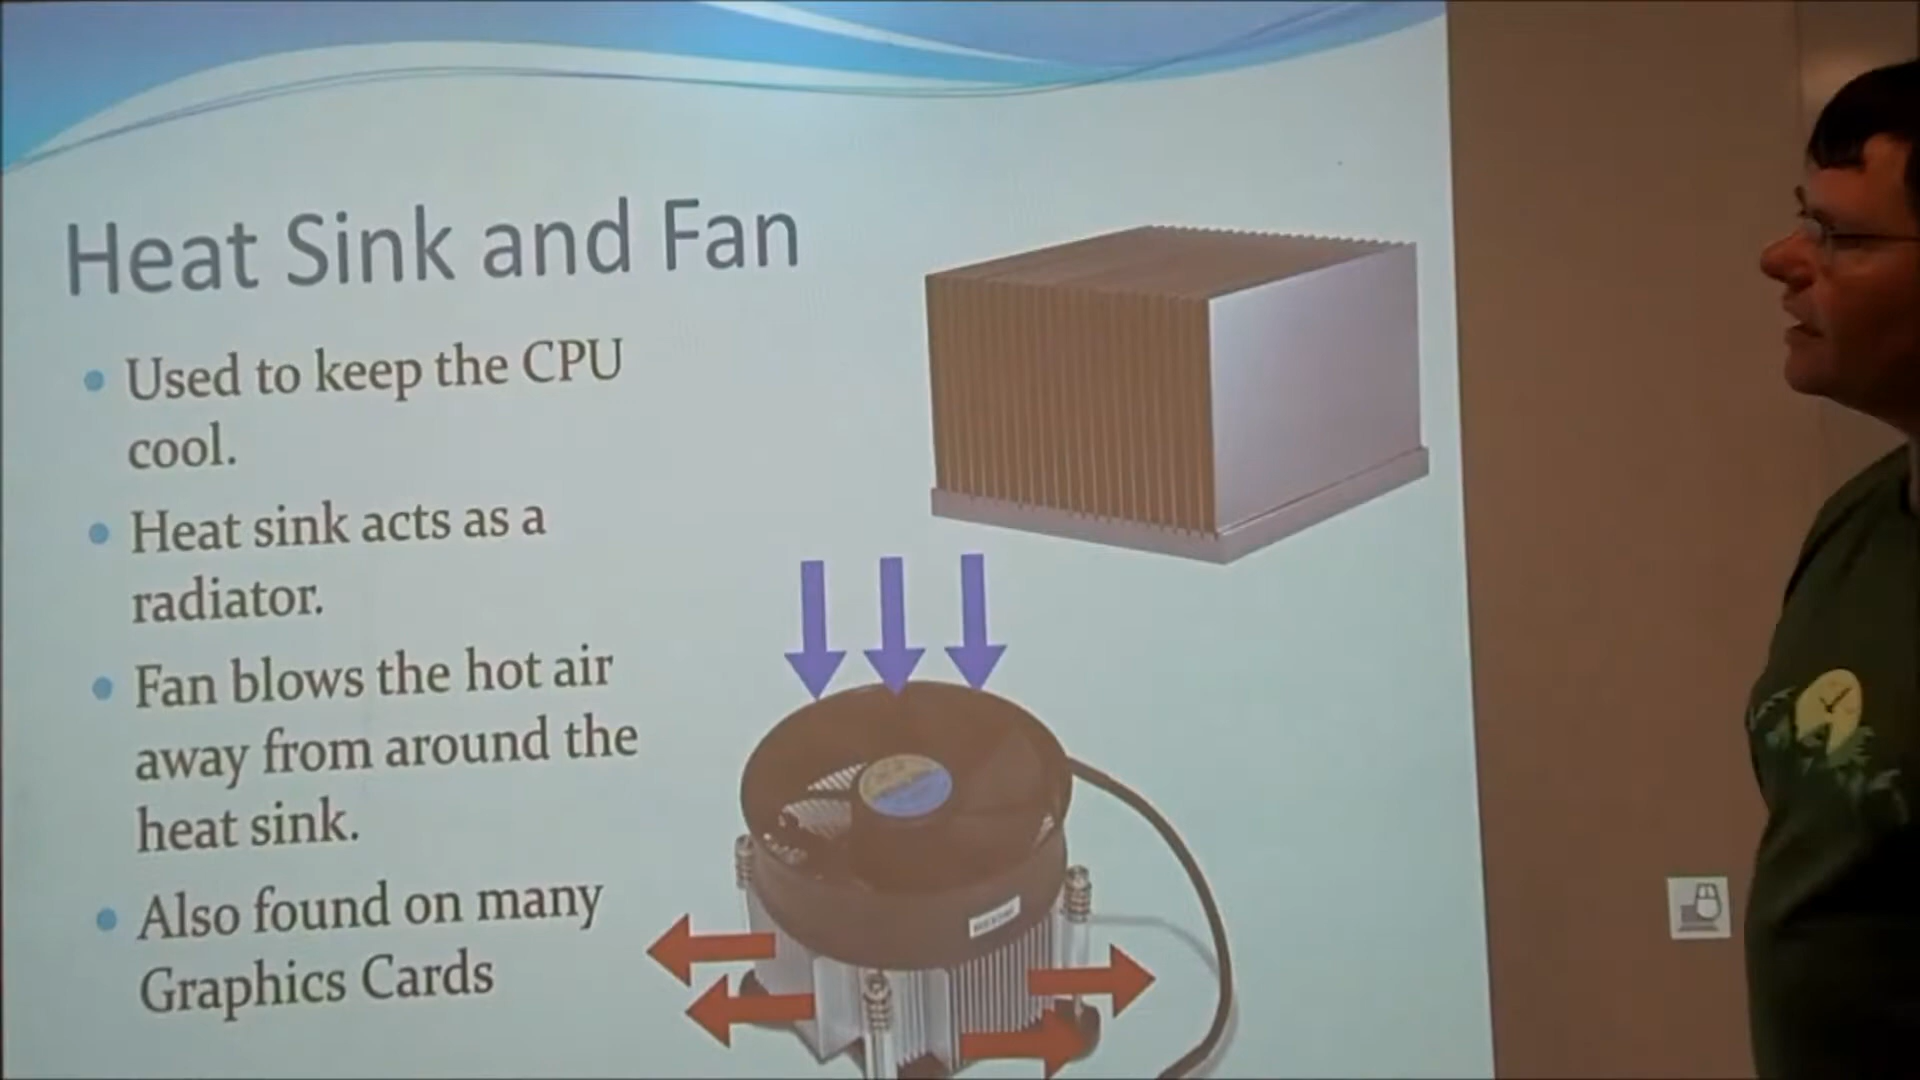 Heat Sink and Fan
Used to keep the CPU
cool.
Heat sink acts as a
radiator.
Fan blows the hot air
away from around the
heat sink.
Also found on many
Graphics Cards